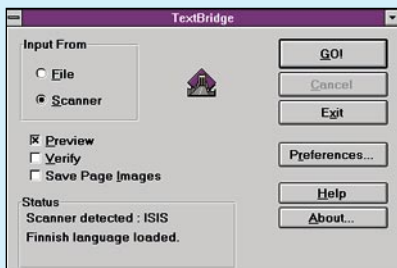 TextBridge
Input From
File
Scanner
Preview
Verify
Save Page Images
Status
Scanner detected : ISIS
Finnish language loaded.
GO!
Cancel
Exit
Preferences...
Help
About...